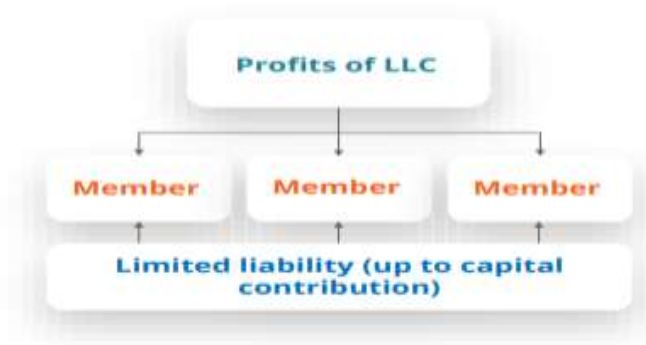 Profits of LLC
Member
Member
Member
Limited liability (up to capital
contribution)